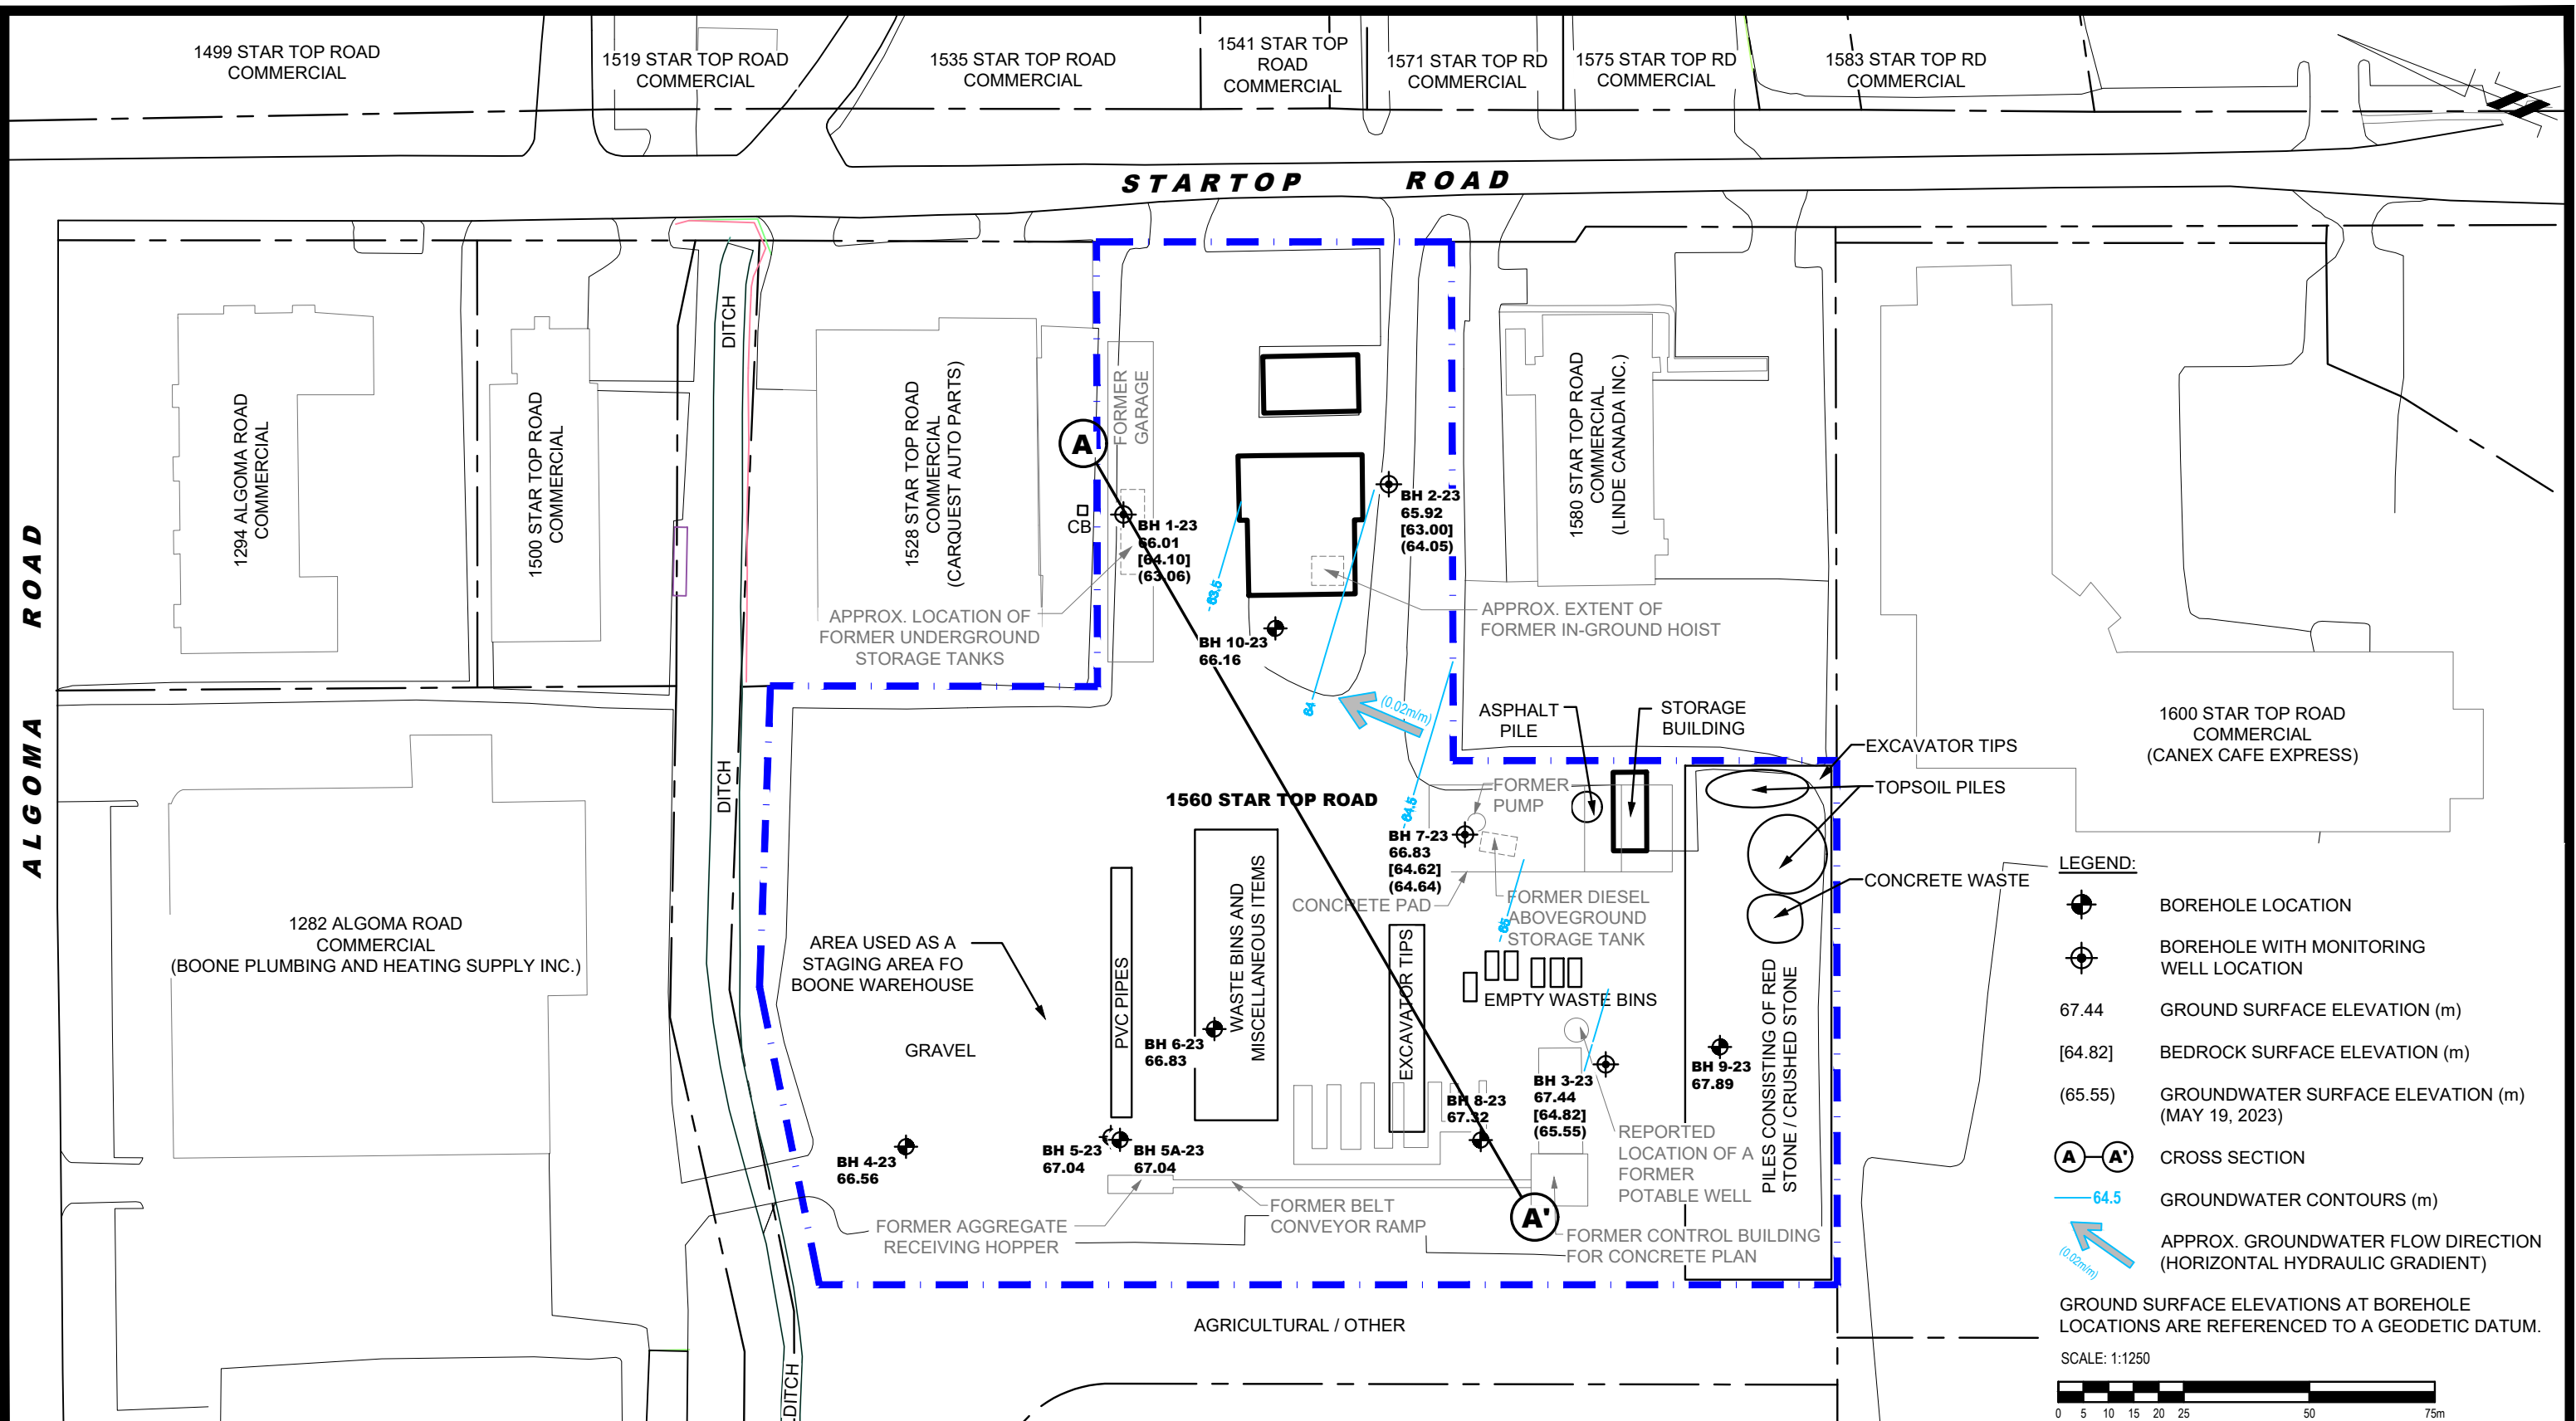 1499 STAR TOP ROAD
COMMERCIAL
1519 STAR TOP ROAD
COMMERCIAL
1535 STAR TOP ROAD
COMMERCIAL
1541 STAR TOP
ROAD
COMMERCIAL
1571 STAR TOP RD
COMMERCIAL
1575 STAR TOP RD
COMMERCIAL
1583 STAR TOP RD
COMMERCIAL
STARTOP ROAD
ALGOMA ROAD
1294 ALGOMA ROAD
COMMERCIAL
1500 STAR TOP ROAD
COMMERCIAL
DITCH
1528 STAR TOP ROAD
COMMERCIAL
(CARQUEST AUTO PARTS)
FORMER
GARAGE
A
CB
BH 1-23
66.01
[64.10]
(63.06)
63.5
BH 2-23
65.92
[63.00]
(64.05)
1580 STAR TOP ROAD
COMMERCIAL
(LINDE CANADA INC.)
APPROX. LOCATION OF
FORMER UNDERGROUND
STORAGE TANKS
APPROX. EXTENT OF
FORMER IN-GROUND HOIST
BH 10-23
66.16
64
(0.02m/m)
ASPHALT
PILE
STORAGE
BUILDING
EXCAVATOR TIPS
TOPSOIL PILES
CONCRETE WASTE
1600 STAR TOP ROAD
COMMERCIAL
(CANEX CAFE EXPRESS)
DITCH
1560 STAR TOP ROAD
64.5
FORMER
PUMP
BH 7-23
66.83
[64.62]
(64.64)
CONCRETE PAD
FORMER DIESEL
ABOVEGROUND
STORAGE TANK
65
1282 ALGOMA ROAD
COMMERCIAL
(BOONE PLUMBING AND HEATING SUPPLY INC.)
AREA USED AS A
STAGING AREA FO
BOONE WAREHOUSE
GRAVEL
PVC PIPES
WASTE BINS AND
MISCELLANEOUS ITEMS
EXCAVATOR TIPS
EMPTY WASTE BINS
PILES CONSISTING OF RED
STONE / CRUSHED STONE
BH 6-23
66.83
BH 9-23
67.89
BH 3-23
67.44
[64.82]
(65.55)
BH 8-23
67.32
BH 4-23
66.56
BH 5-23
67.04
BH 5A-23
67.04
REPORTED
LOCATION OF A
FORMER
POTABLE WELL
A'
FORMER AGGREGATE
RECEIVING HOPPER
FORMER BELT
CONVEYOR RAMP
FORMER CONTROL BUILDING
FOR CONCRETE PLAN
AGRICULTURAL / OTHER
DITCH
LEGEND:
BOREHOLE LOCATION
BOREHOLE WITH MONITORING
WELL LOCATION
67.44 GROUND SURFACE ELEVATION (m)
[64.82] BEDROCK SURFACE ELEVATION (m)
(65.55) GROUNDWATER SURFACE ELEVATION (m)
(MAY 19, 2023)
A A' CROSS SECTION
64.5 GROUNDWATER CONTOURS (m)
(0.02m/m) APPROX. GROUNDWATER FLOW DIRECTION
(HORIZONTAL HYDRAULIC GRADIENT)
GROUND SURFACE ELEVATIONS AT BOREHOLE
LOCATIONS ARE REFERENCED TO A GEODETIC DATUM.
SCALE: 1:1250
0 5 10 15 20 25 50 75m